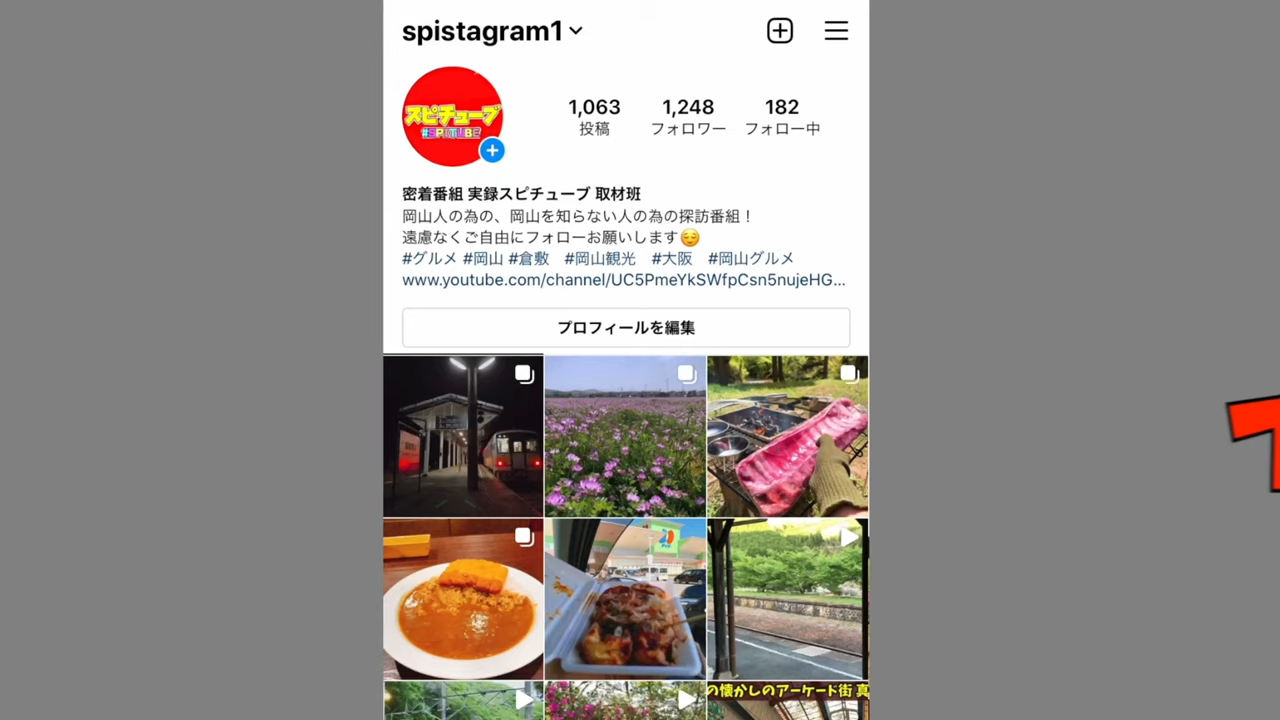 spistagram1
スピチューブ
#SPITUBE
1,063
投稿
1,248
フォロワー
182
フォロー中
密着番組 実録スピチューブ 取材班
岡山人の為の、岡山を知らない人の為の探訪番組！
遠慮なくご自由にフォローお願いします😌
#グルメ #岡山 #倉敷　#岡山観光　#大阪　#岡山グルメ
www.youtube.com/channel/UC5PmeYkSWfpCsn5nujeHG...
プロフィールを編集
の懐かしのアーケード街 真